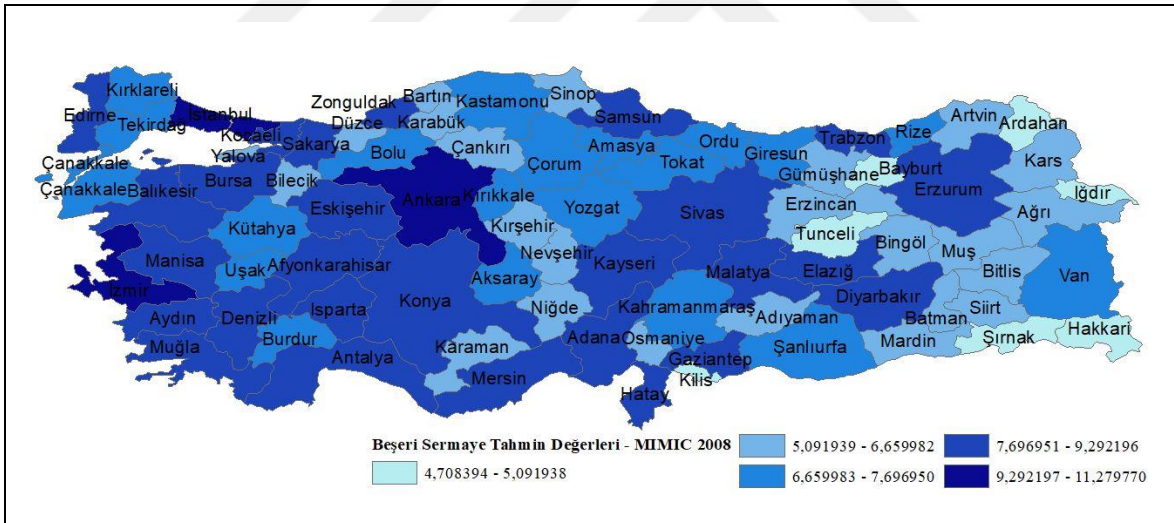 Kırklareli
Edirne
İstanbul
Tekirdağ
Kocaeli
Yalova
Sakarya
Zonguldak
Düzce
Bartın
Karabük
Kastamonu
Sinop
Samsun
Çankırı
Bolu
Çorum
Amasya
Tokat
Ordu
Giresun
Trabzon
Rize
Artvin
Ardahan
Kars
Gümüşhane
Bayburt
Erzurum
Iğdır
Ağrı
Çanakkale
Çanakkale
Balıkesir
Bursa
Bilecik
Eskişehir
Ankara
Kırıkkale
Yozgat
Sivas
Erzincan
Tunceli
Bingöl
Muş
Bitlis
Van
Kütahya
Kırşehir
Nevşehir
Kayseri
Malatya
Elazığ
Diyarbakır
Batman
Siirt
Manisa
Uşak
Afyonkarahisar
Aksaray
İzmir
Aydın
Denizli
Isparta
Konya
Niğde
Kahramanmaraş
Adıyaman
Mardin
Şırnak
Hakkari
Muğla
Burdur
Antalya
Karaman
Mersin
Adana
Osmaniye
Gaziantep
Şanlıurfa
Kilis
Hatay
Beşeri Sermaye Tahmin Değerleri - MIMIC 2008
4,708394 - 5,091938
5,091939 - 6,659982
6,659983 - 7,696950
7,696951 - 9,292196
9,292197 - 11,279770